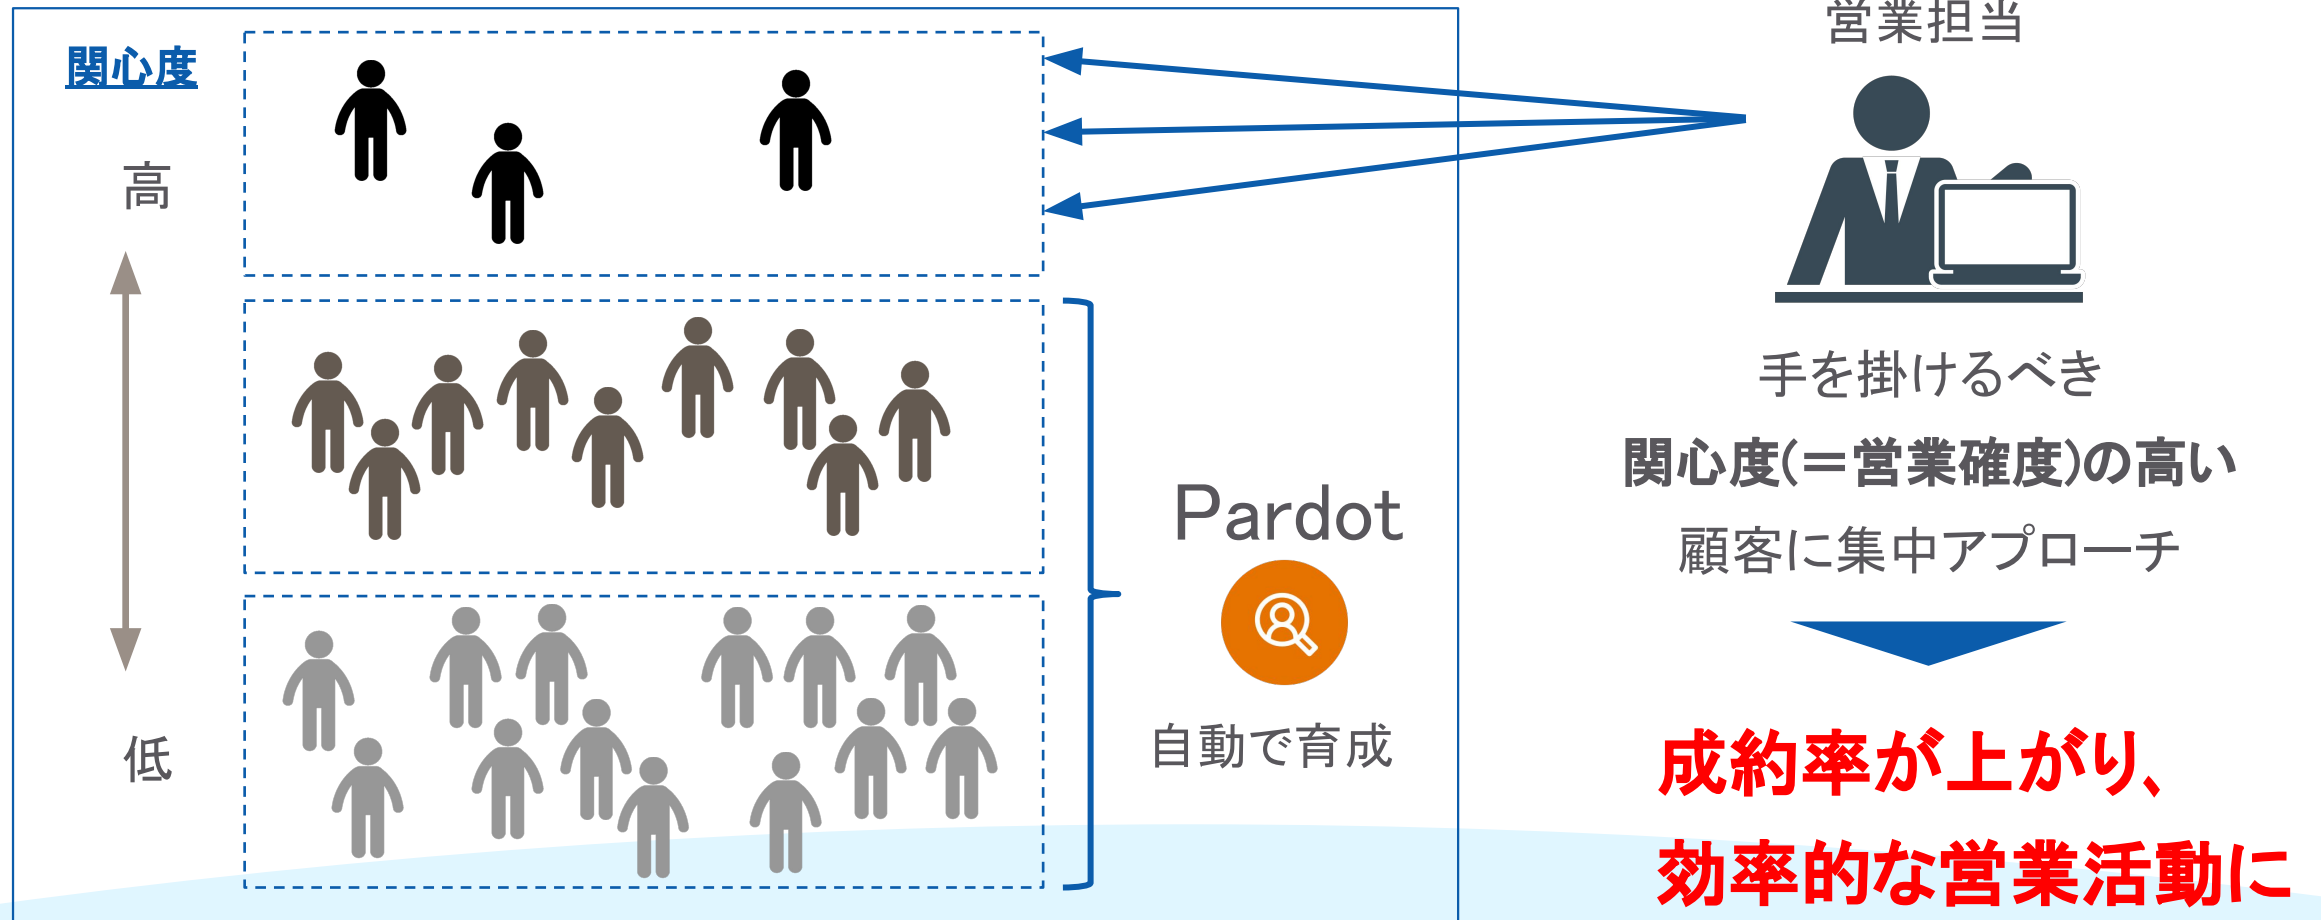 関心度
高
低
Pardot
自動で育成
営業担当
手を掛けるべき
関心度(＝営業確度)の高い
顧客に集中アプローチ
成約率が上がり、
効率的な営業活動に